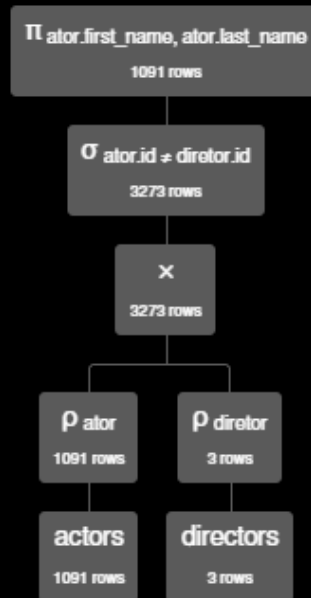 π ator.first_name, ator.last_name
1091 rows
σ ator.id ≠ diretor.id
3273 rows
×
3273 rows
ρ ator
1091 rows
ρ diretor
3 rows
actors
1091 rows
directors
3 rows